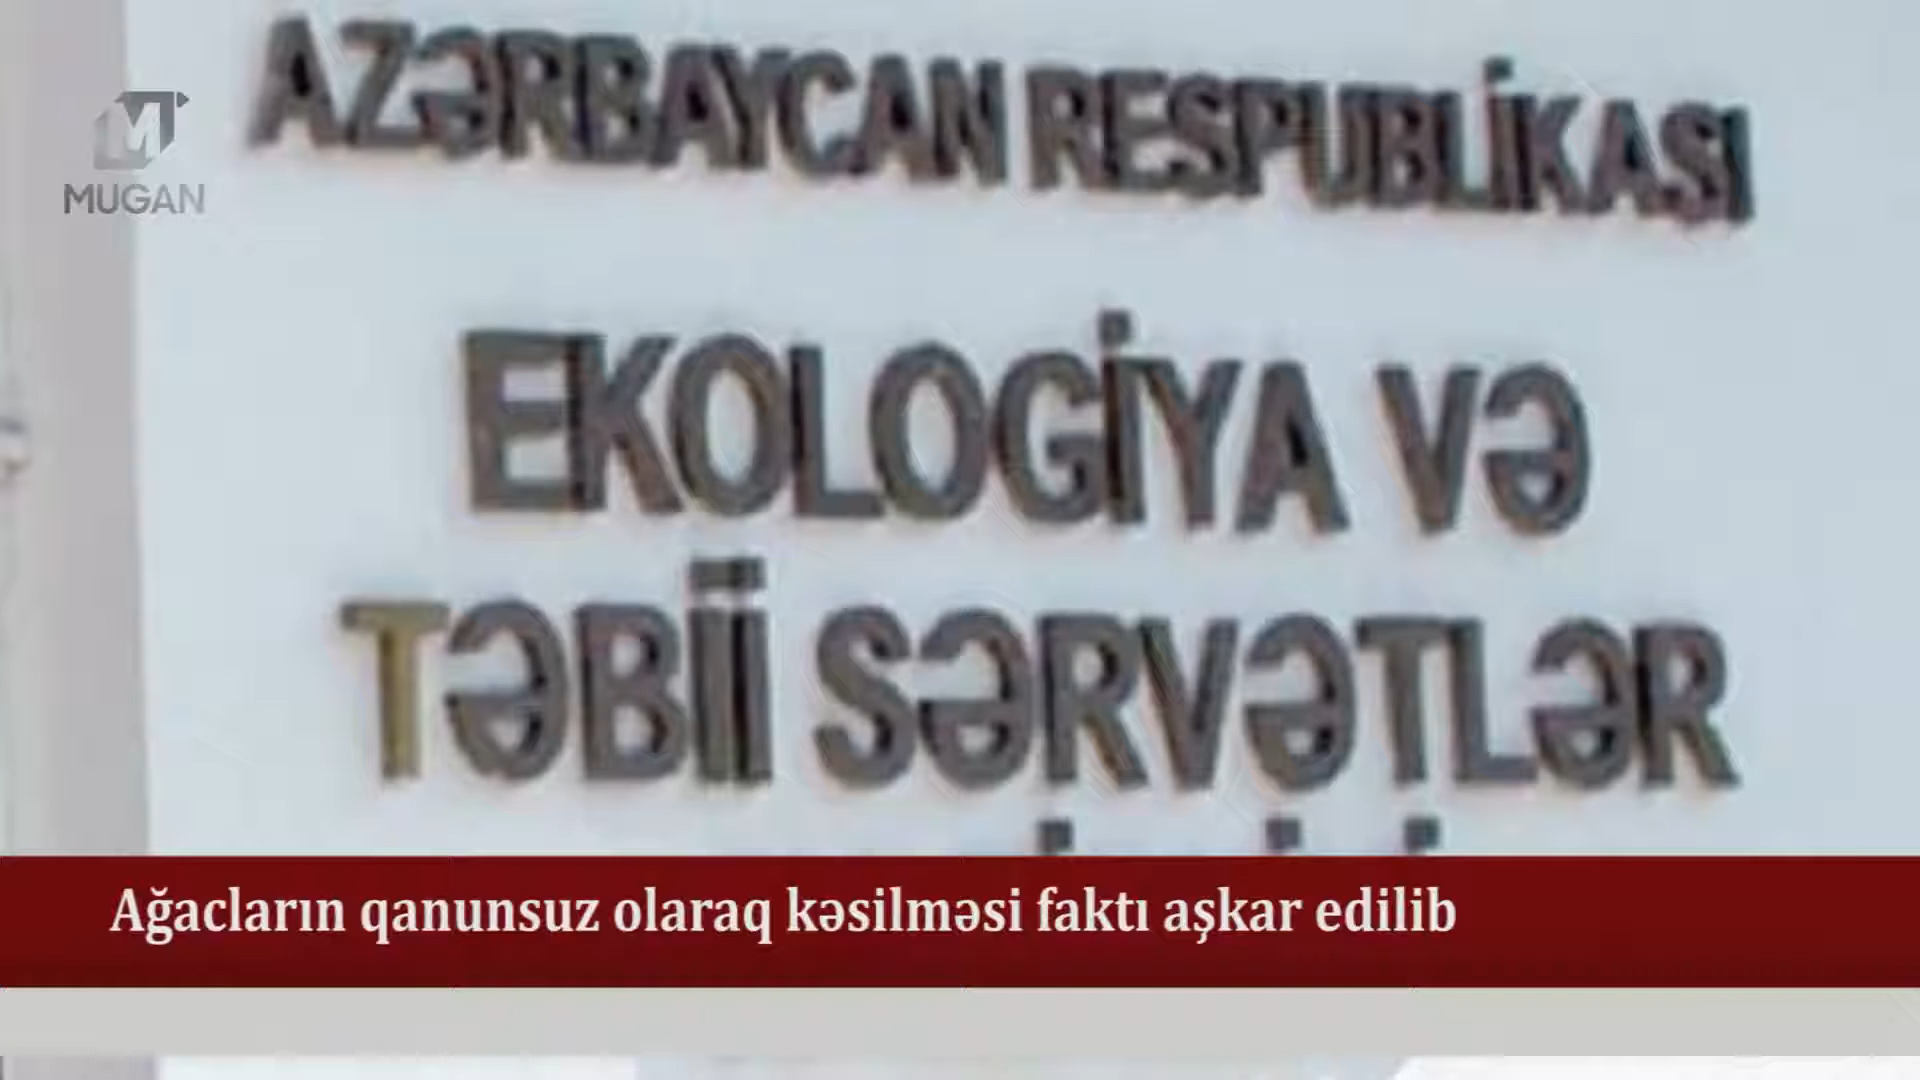 AZƏRBAYCAN RESPUBLİKASI
MUGAN
EKOLOGİYA VƏ
TƏBİİ SƏRVƏTLƏR
Ağacların qanunsuz olaraq kəsilməsi faktı aşkar edilib